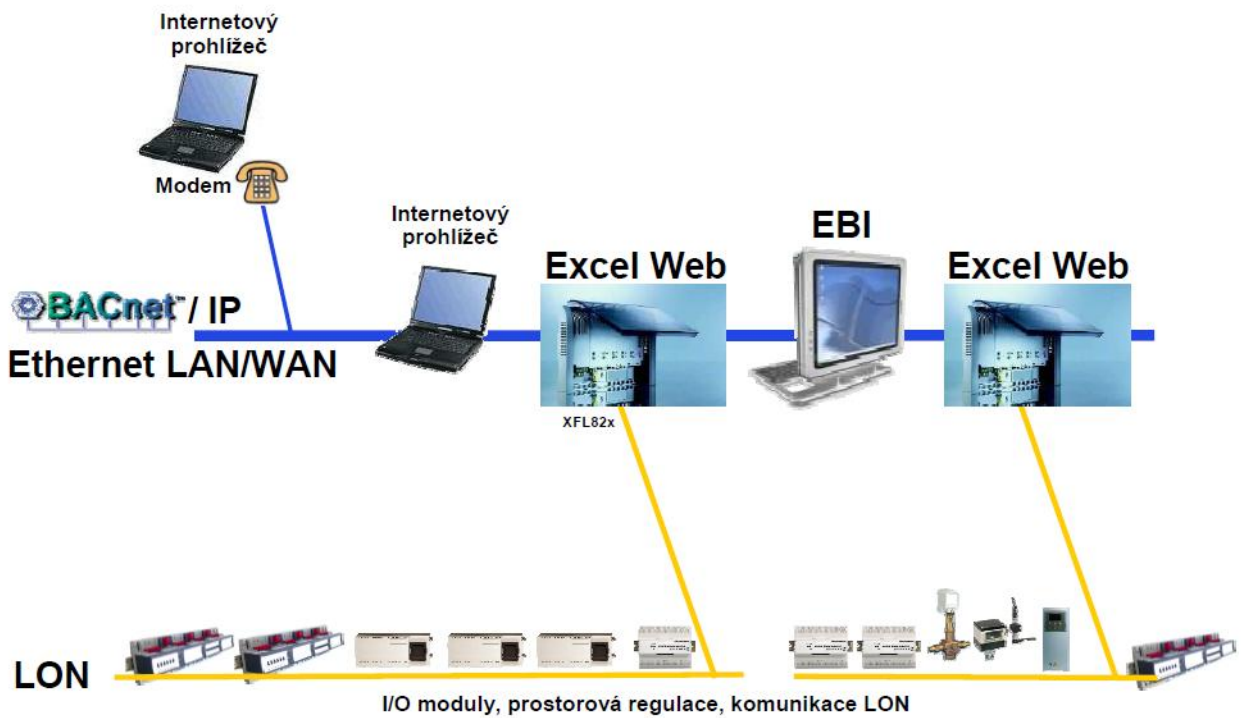 Internetový
prohlížeč
Modem
Internetový
prohlížeč
EBI
Excel Web
Excel Web
BACnet™/ IP
Ethernet LAN/WAN
XFL82x
LON
I/O moduly, prostorová regulace, komunikace LON